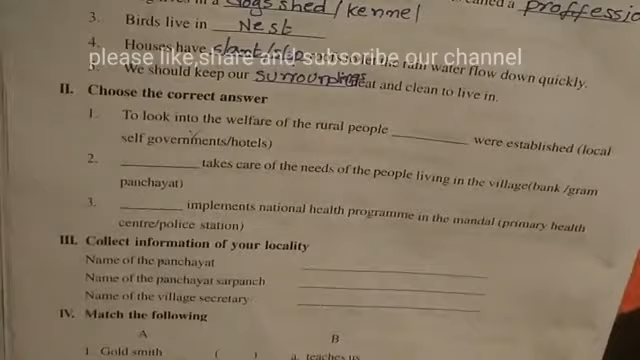 Dogs shed/kennel
called a proffessio
3. Birds live in Nest
4. Houses have slant/slop the rain water flow down quickly.
please like,share and subscribe our channel
5. We should keep our surroundings neat and clean to live in.
II. Choose the correct answer
1. To look into the welfare of the rural people __________ were established (local
self governments/hotels)
2. __________ takes care of the needs of the people living in the village(bank /gram
panchayat)
3. ________ implements national health programme in the mandal (primary health
centre/police station)
III. Collect information of your locality
Name of the panchayat
Name of the panchayat sarpanch
Name of the village secretary
IV. Match the following
A B
1. Gold smith ( ) a. teaches us